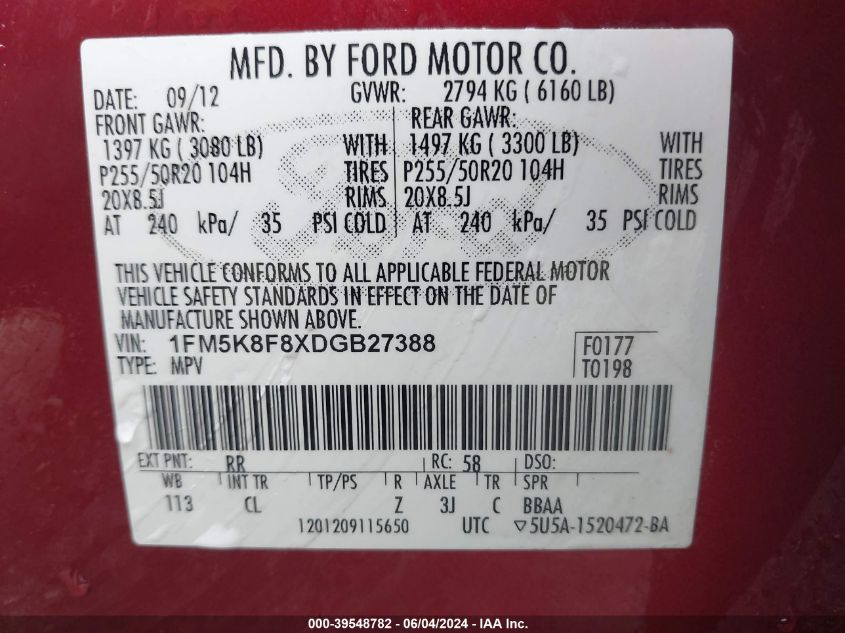 MFD. BY FORD MOTOR CO.
DATE: 09/12 GVWR: 2794 KG ( 6160 LB)
FRONT GAWR: REAR GAWR:
1397 KG ( 3080 LB) WITH 1497 KG ( 3300 LB) WITH
P255/50R20 104H TIRES P255/50R20 104H TIRES
20X8.5J RIMS 20X8.5J RIMS
AT 240 kPa/ 35 PSI COLD AT 240 kPa/ 35 PSI COLD
Ford
THIS VEHICLE CONFORMS TO ALL APPLICABLE FEDERAL MOTOR
VEHICLE SAFETY STANDARDS IN EFFECT ON THE DATE OF
MANUFACTURE SHOWN ABOVE.
VIN: 1FM5K8F8XDGB27388 F0177
TYPE: MPV T0198
EXT PNT: RR RC: 58 DSO:
WB INT TR TP/PS R AXLE TR SPR
113 CL Z 3J C BBAA
1201209115650 UTC ▽5U5A-1520472-BA
000-39548782 - 06/04/2024 - IAA Inc.